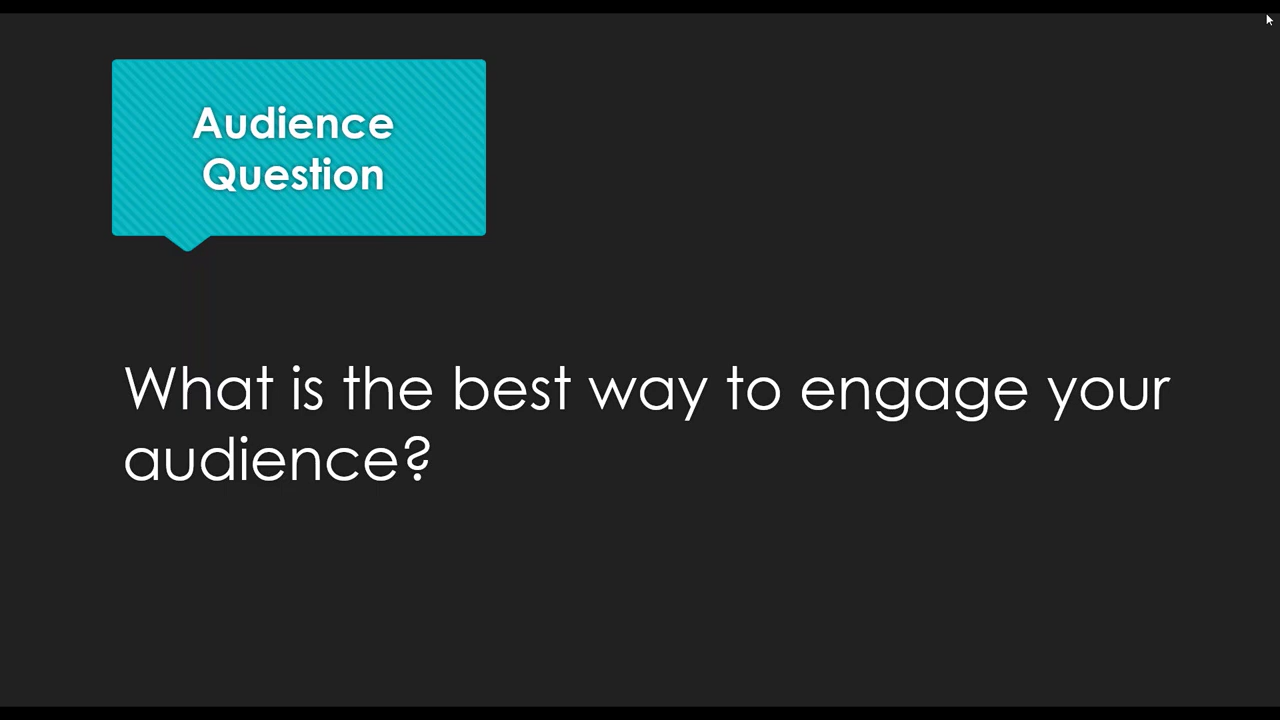 Audience
Question
What is the best way to engage your
audience?